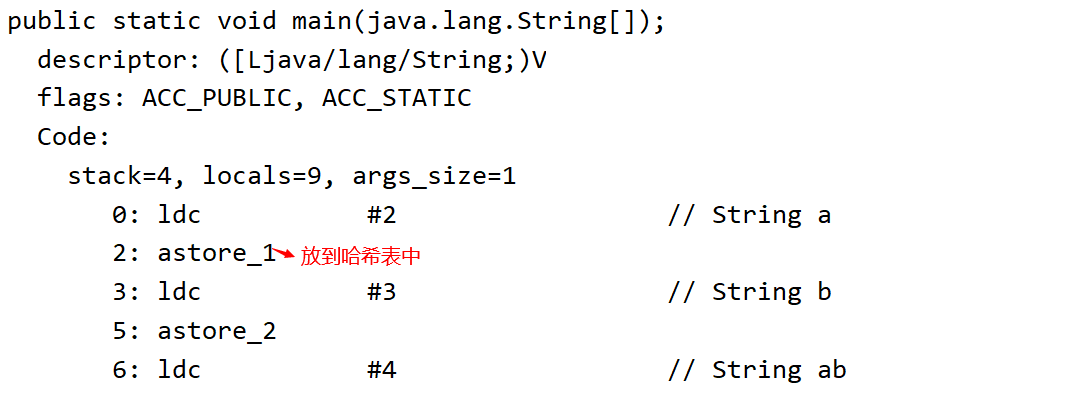 public static void main(java.lang.String[]);
descriptor: ([Ljava/lang/String;)V
flags: ACC_PUBLIC, ACC_STATIC
Code:
stack=4, locals=9, args_size=1
0: ldc #2 // String a
2: astore_1 放到哈希表中
3: ldc #3 // String b
5: astore_2
6: ldc #4 // String ab